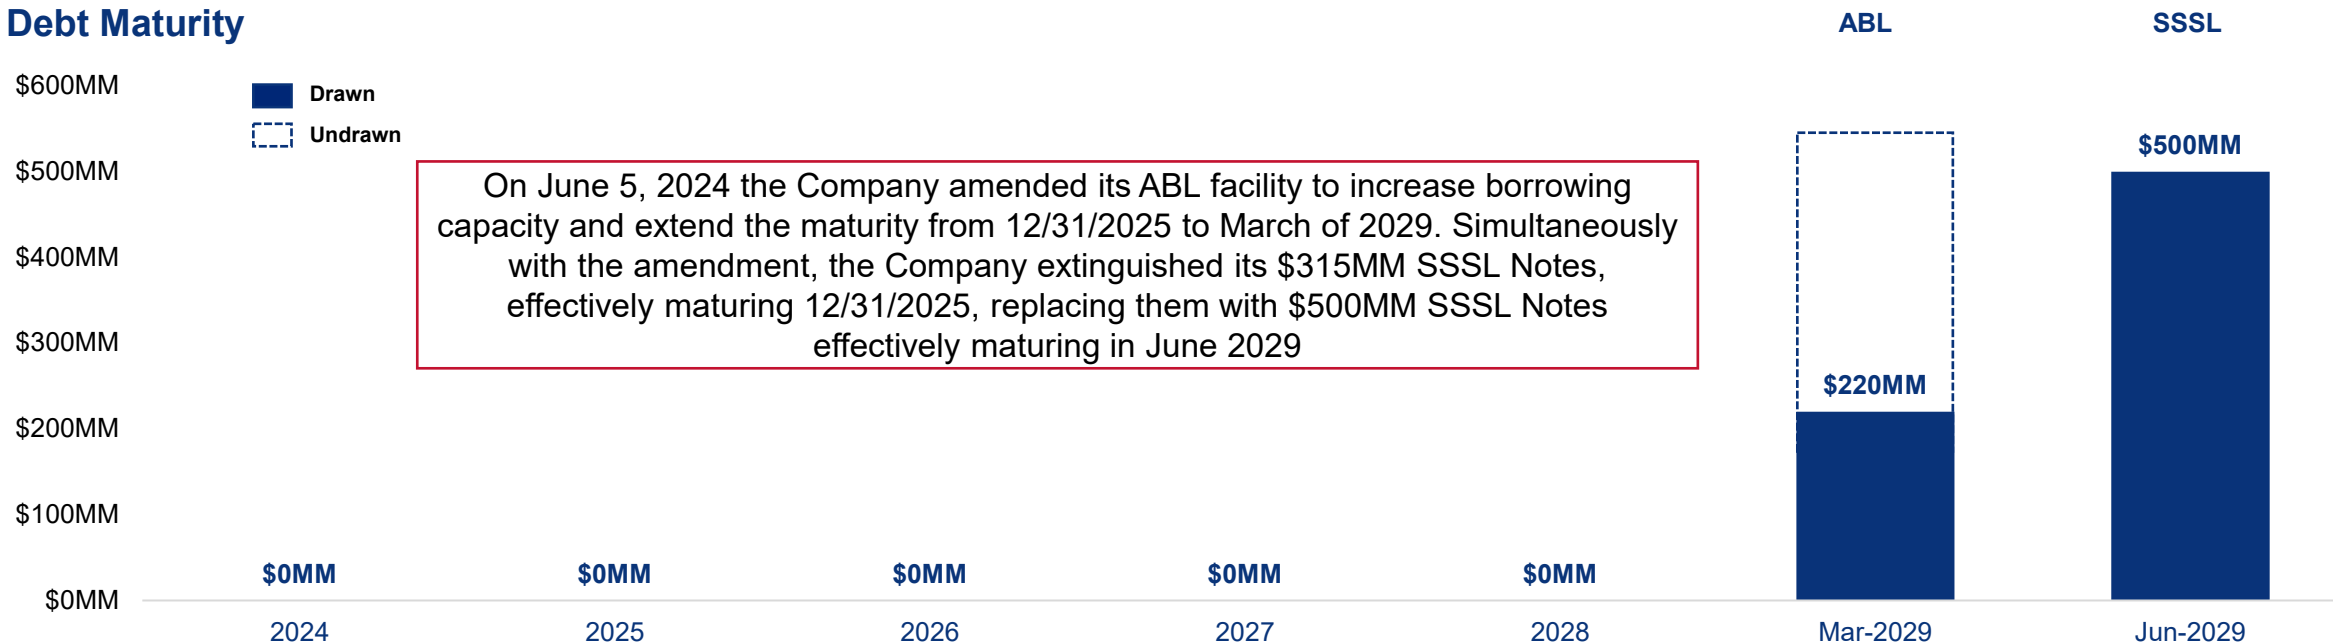 Debt Maturity
ABL
SSSL
$600MM
Drawn
Undrawn
$500MM
$500MM
On June 5, 2024 the Company amended its ABL facility to increase borrowing
capacity and extend the maturity from 12/31/2025 to March of 2029. Simultaneously
with the amendment, the Company extinguished its $315MM SSSL Notes,
effectively maturing 12/31/2025, replacing them with $500MM SSSL Notes
effectively maturing in June 2029
$400MM
$300MM
$220MM
$200MM
$100MM
$0MM
$0MM
$0MM
$0MM
$0MM
$0MM
2024
2025
2026
2027
2028
Mar-2029
Jun-2029